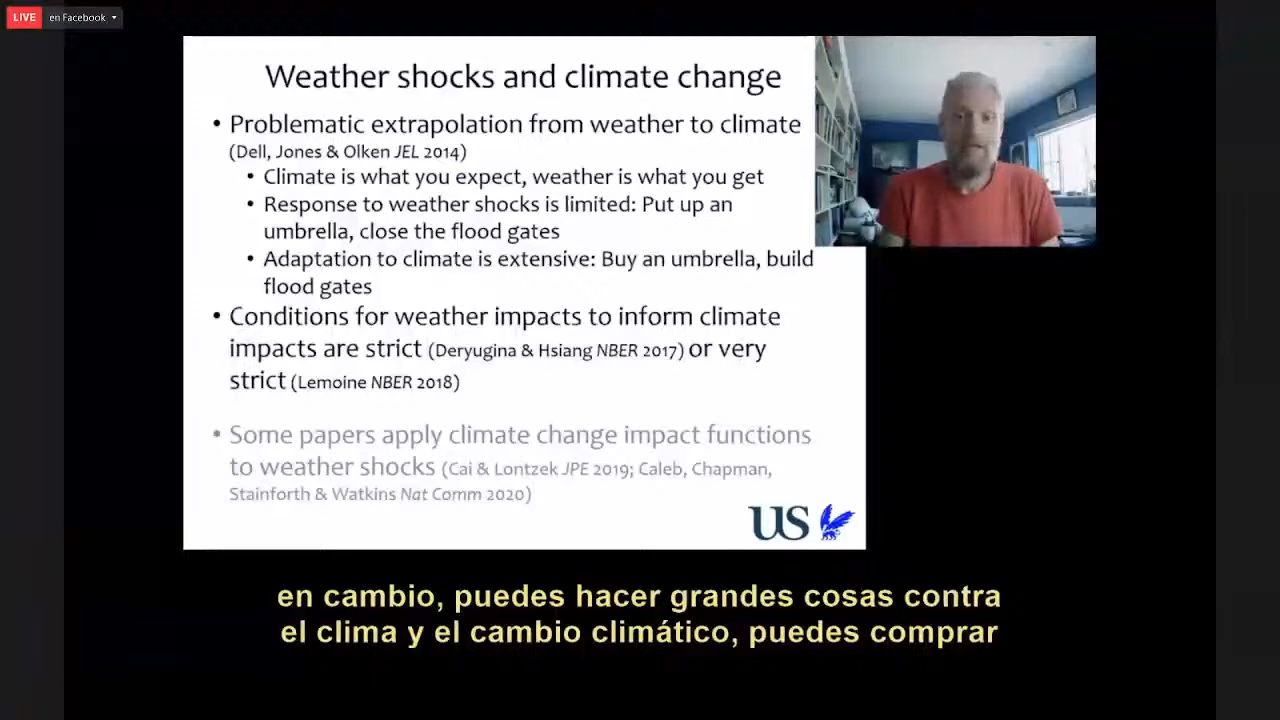 LIVE en Facebook
Weather shocks and climate change
• Problematic extrapolation from weather to climate
(Dell, Jones & Olken JEL 2014)
• Climate is what you expect, weather is what you get
• Response to weather shocks is limited: Put up an
umbrella, close the flood gates
• Adaptation to climate is extensive: Buy an umbrella, build
flood gates
• Conditions for weather impacts to inform climate
impacts are strict (Deryugina & Hsiang NBER 2017) or very
strict (Lemoine NBER 2018)
• Some papers apply climate change impact functions
to weather shocks (Cai & Lontzek JPE 2019; Caleb, Chapman,
Stainforth & Watkins Nat Comm 2020)
US
en cambio, puedes hacer grandes cosas contra
el clima y el cambio climático, puedes comprar